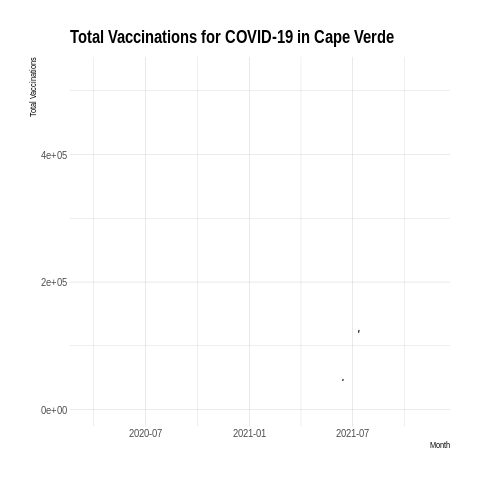 Total Vaccinations for COVID-19 in Cape Verde
Total Vaccinations
4e+05
2e+05
0e+00
2020-07
2021-01
2021-07
Month